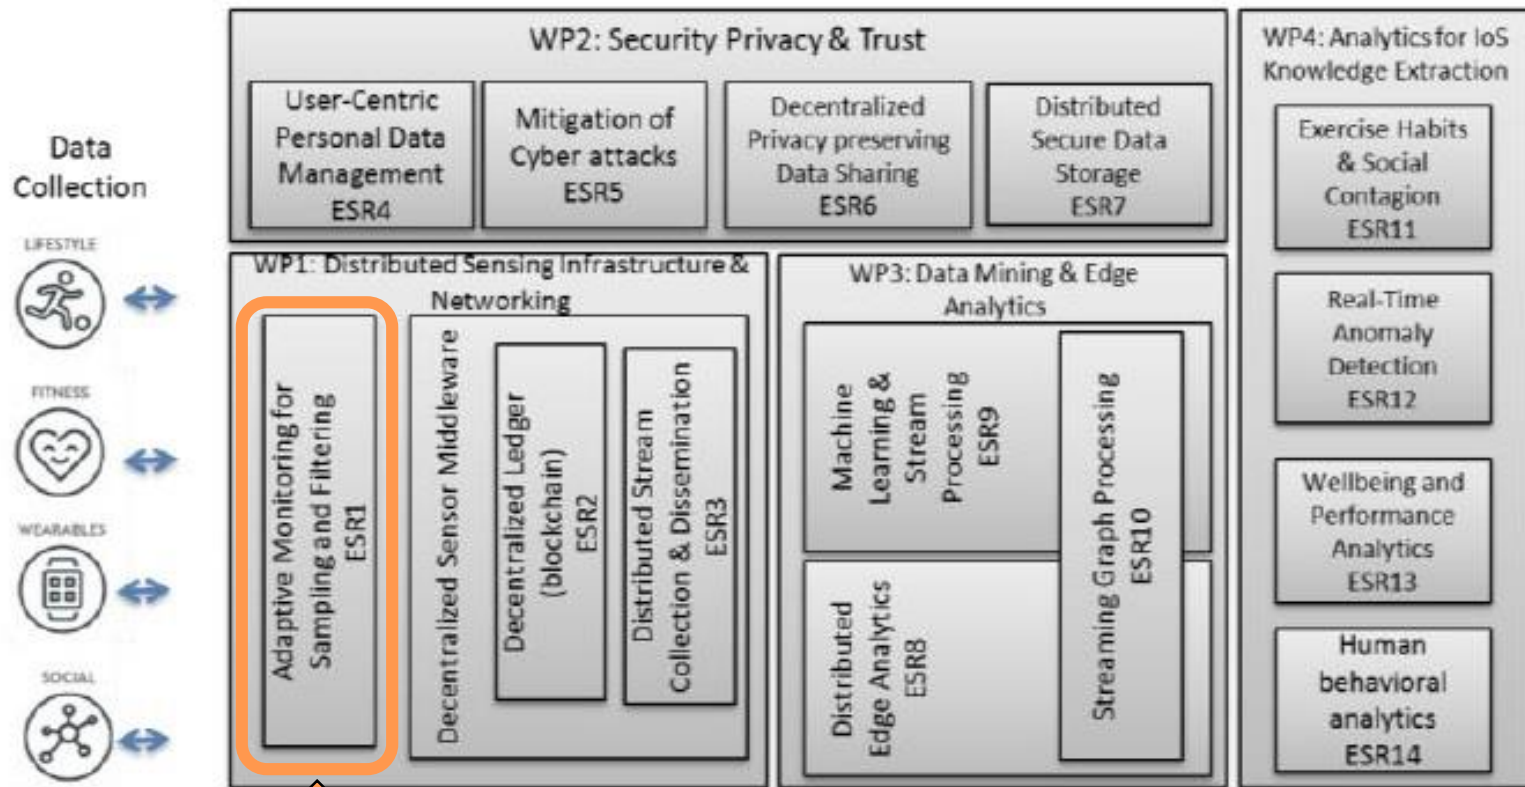 Data
Collection
LIFESTYLE
FITNESS
WEARABLES
SOCIAL
WP2: Security Privacy & Trust
User-Centric
Personal Data
Management
ESR4
Mitigation of
Cyber attacks
ESR5
Decentralized
Privacy preserving
Data Sharing
ESR6
Distributed
Secure Data
Storage
ESR7
WP1: Distributed Sensing Infrastructure &
Networking
Adaptive Monitoring for
Sampling and Filtering
ESR1
Decentralized Sensor Middleware
Decentralized Ledger
(blockchain)
ESR2
Distributed Stream
Collection & Dissemination
ESR3
WP3: Data Mining & Edge
Analytics
Machine
Learning &
Stream
Processing
ESR9
Distributed
Edge Analytics
ESR8
Streaming Graph Processing
ESR10
WP4: Analytics for IoS
Knowledge Extraction
Exercise Habits
& Social
Contagion
ESR11
Real-Time
Anomaly
Detection
ESR12
Wellbeing and
Performance
Analytics
ESR13
Human
behavioral
analytics
ESR14